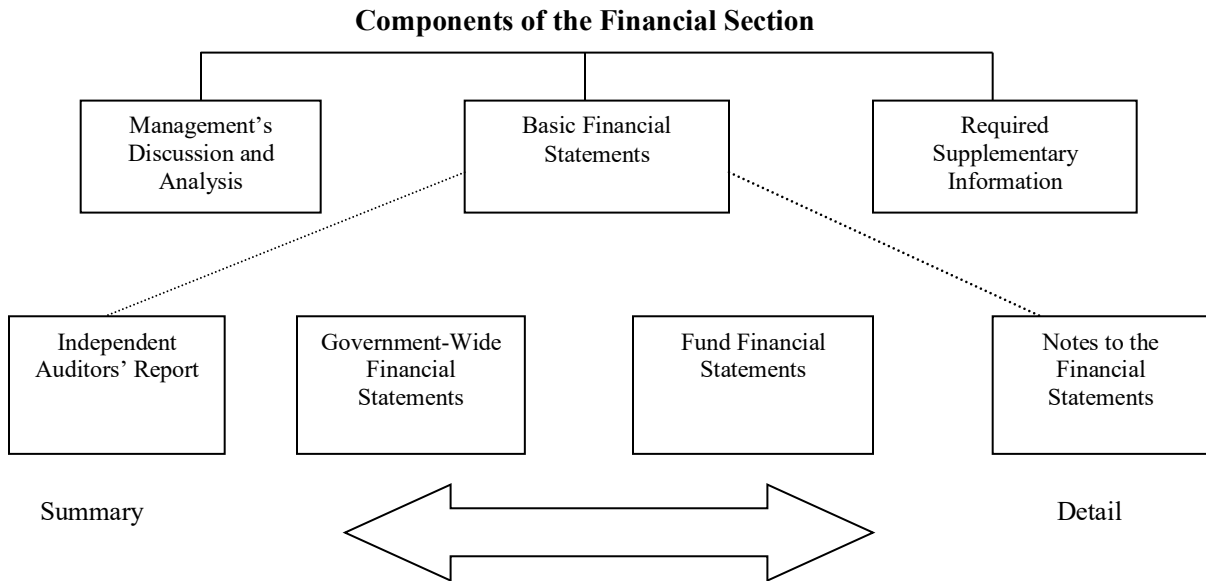 Components of the Financial Section
Management’s
Discussion and
Analysis
Basic Financial
Statements
Required
Supplementary
Information
Independent
Auditors’ Report
Government-Wide
Financial
Statements
Fund Financial
Statements
Notes to the
Financial
Statements
Summary
Detail